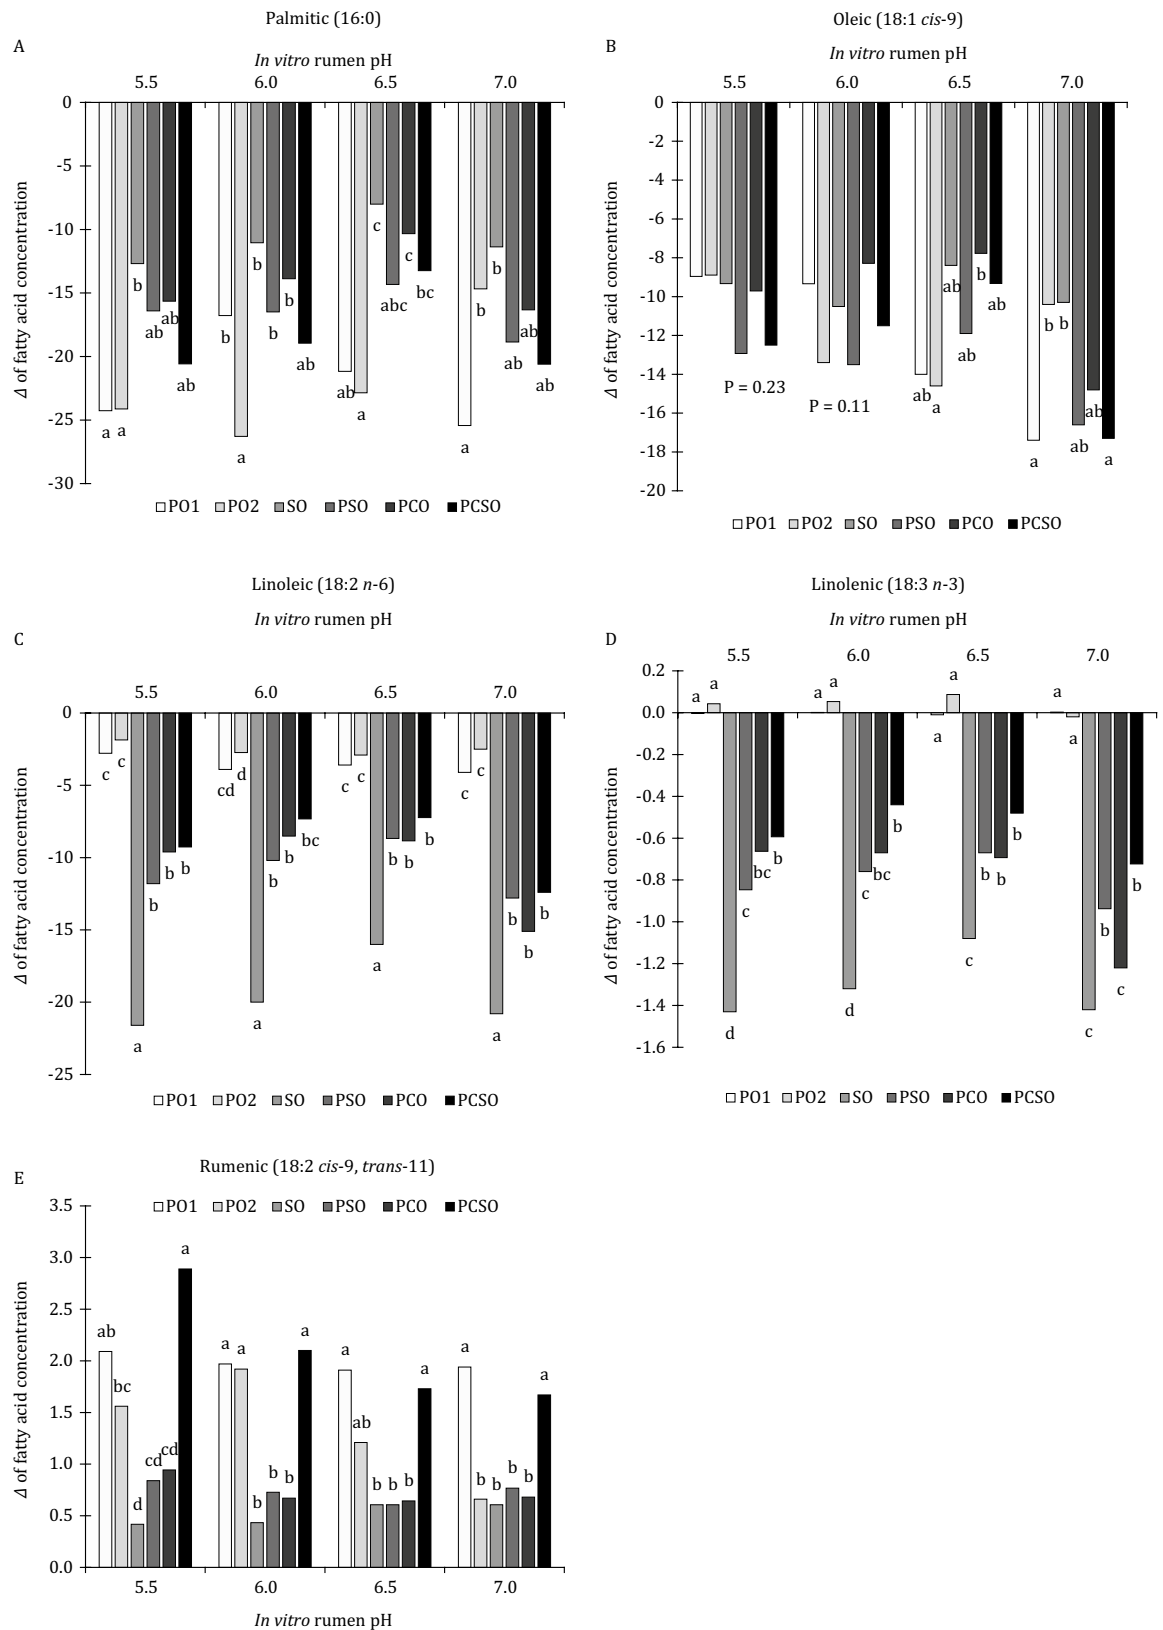 Palmitic (16:0)
A
In vitro rumen pH
5.5 6.0 6.5 7.0
0
-5
-10
-15
-20
-25
-30
Δ of fatty acid concentration
a a b ab ab ab
b a b b b ab
ab a c abc c bc
a b b ab ab ab
PO1 PO2 SO PSO PCO PCSO
Oleic (18:1 cis-9)
B
In vitro rumen pH
5.5 6.0 6.5 7.0
0
-2
-4
-6
-8
-10
-12
-14
-16
-18
-20
Δ of fatty acid concentration
P = 0.23
P = 0.11
ab a ab ab b ab
a b b ab ab a
PO1 PO2 SO PSO PCO PCSO
Linoleic (18:2 n-6)
In vitro rumen pH
C
5.5 6.0 6.5 7.0
0
-5
-10
-15
-20
-25
Δ of fatty acid concentration
c c a b b b
cd d a b b bc
c c a b b b
c c a b b b
PO1 PO2 SO PSO PCO PCSO
Linolenic (18:3 n-3)
In vitro rumen pH
D
5.5 6.0 6.5 7.0
0.2
0.0
-0.2
-0.4
-0.6
-0.8
-1.0
-1.2
-1.4
-1.6
Δ of fatty acid concentration
a a d c bc b
a a d c bc b
a a c b b b
a a c b c b
PO1 PO2 SO PSO PCO PCSO
Rumenic (18:2 cis-9, trans-11)
E
PO1 PO2 SO PSO PCO PCSO
3.5
3.0
2.5
2.0
1.5
1.0
0.5
0.0
Δ of fatty acid concentration
ab bc d cd cd a
a a b b b a
a ab b b b a
a b b b b a
5.5 6.0 6.5 7.0
In vitro rumen pH